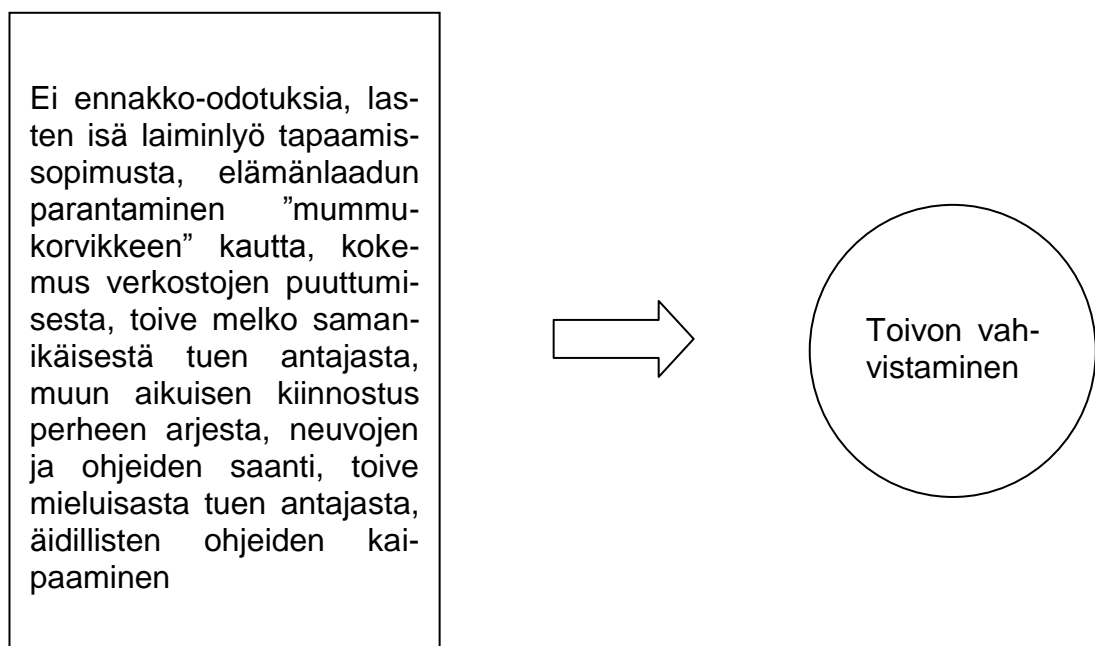 Ei ennakko-odotuksia, las-
ten isä laiminlyö tapaamis-
sopimusta, elämänlaadun
parantaminen ”mummu-
korvikkeen” kautta, koke-
mus verkostojen puuttumi-
sesta, toive melko saman-
ikäisestä tuen antajasta,
muun aikuisen kiinnostus
perheen arjesta, neuvojen
ja ohjeiden saanti, toive
mieluisasta tuen antajasta,
äidillisten ohjeiden kai-
paaminen
Toivon vah-
vistaminen